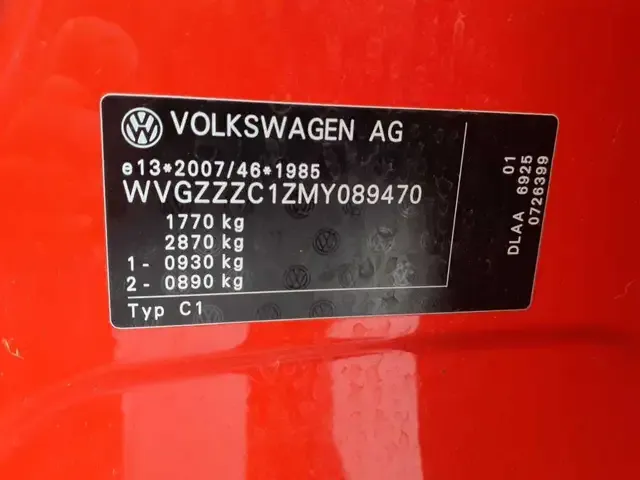 VOLKSWAGEN AG
e13*2007/46*1985
WVGZZZC1ZMY089470
1770 kg
2870 kg
1- 0930 kg
2- 0890 kg
Typ C1
01
DLAA 6925
0726399